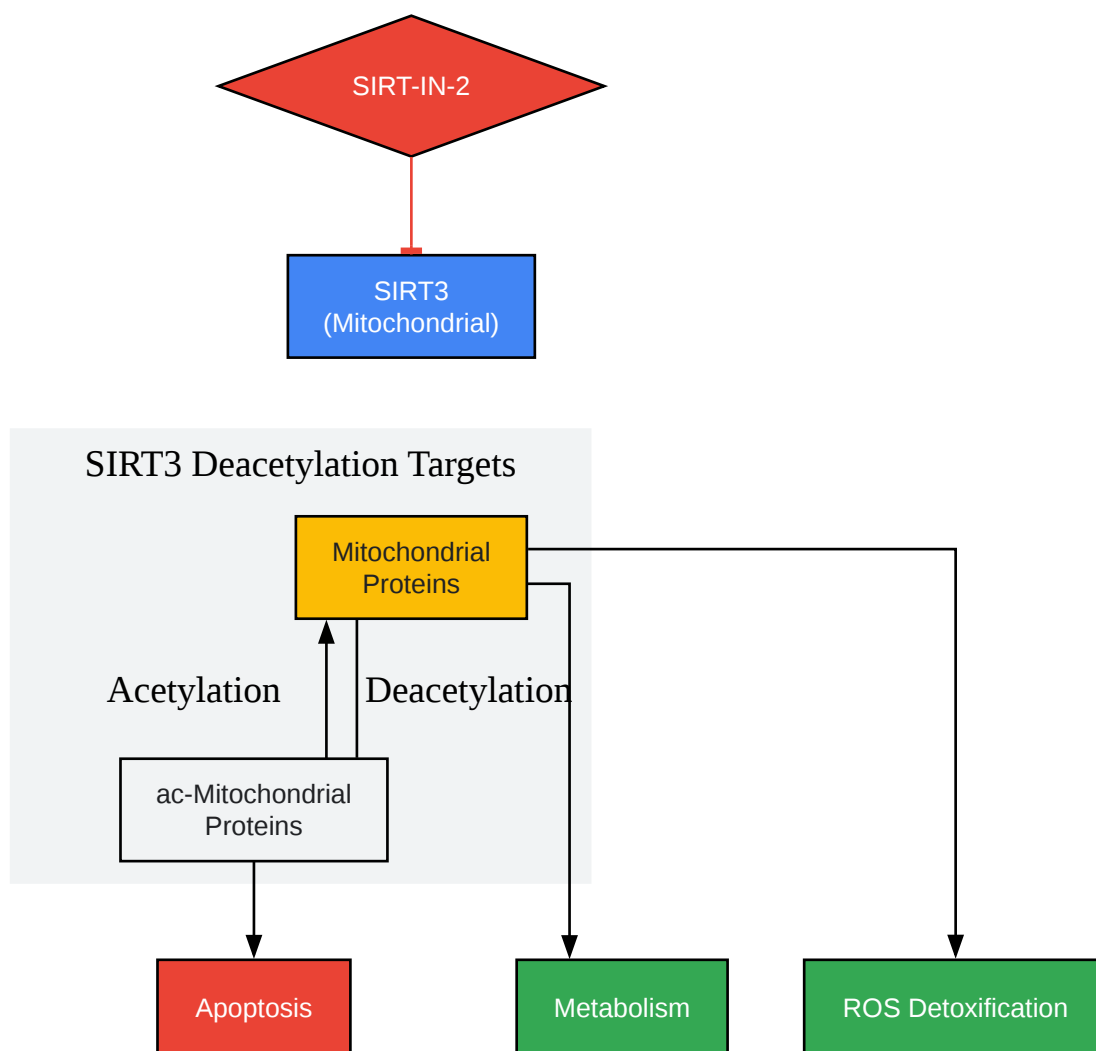 SIRT-IN-2
SIRT3
(Mitochondrial)
SIRT3 Deacetylation Targets
Mitochondrial
Proteins
Acetylation
Deacetylation
ac-Mitochondrial
Proteins
Apoptosis
Metabolism
ROS Detoxification